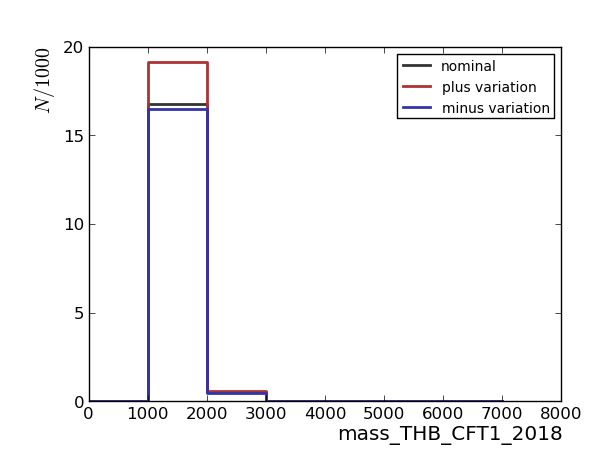 N/1000
20
15
10
5
0
nominal
plus variation
minus variation
0 1000 2000 3000 4000 5000 6000 7000 8000
mass_THB_CFT1_2018